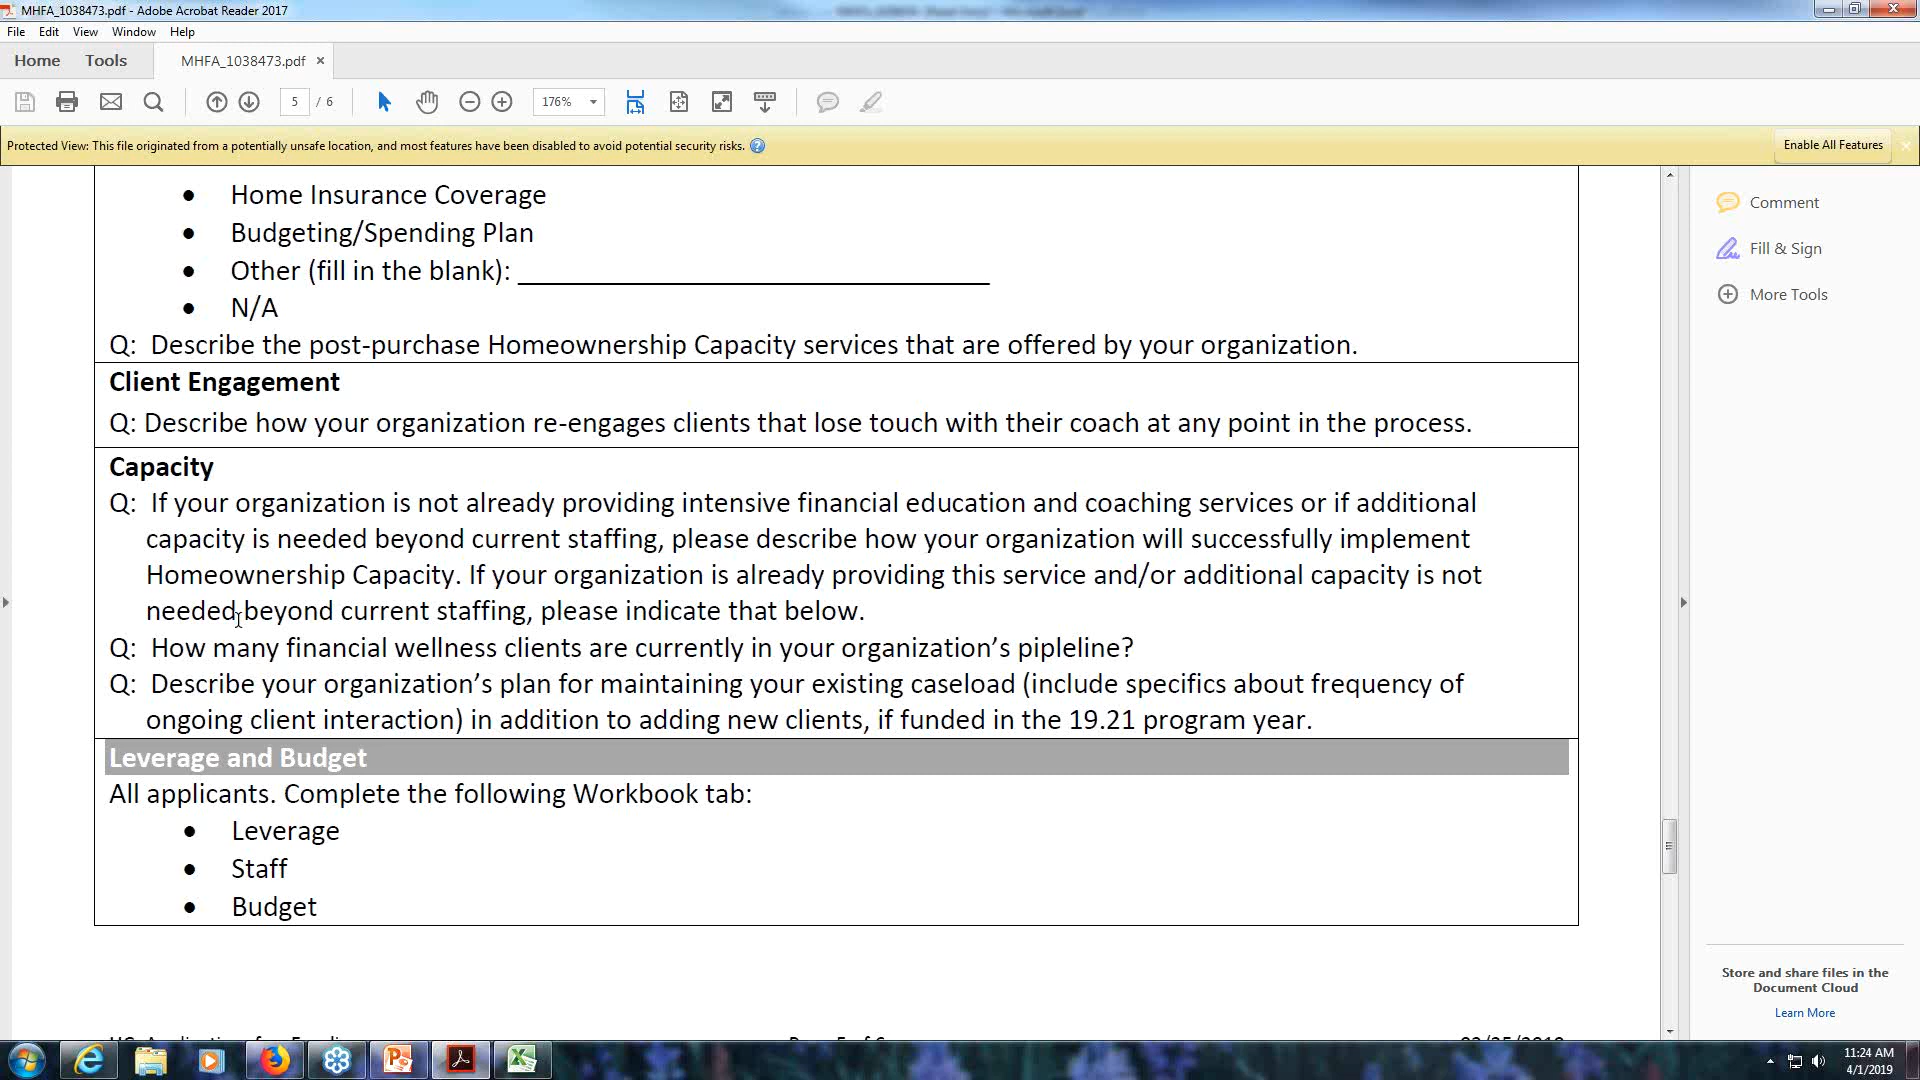 MHFA_1038473.pdf - Adobe Acrobat Reader 2017
File Edit View Window Help
Home Tools MHFA_1038473.pdf ×
5 / 6 176%
Protected View: This file originated from a potentially unsafe location, and most features have been disabled to avoid potential security risks. ? Enable All Features
• Home Insurance Coverage
• Budgeting/Spending Plan
• Other (fill in the blank): ________________________________
• N/A
Q: Describe the post-purchase Homeownership Capacity services that are offered by your organization.
Client Engagement
Q: Describe how your organization re-engages clients that lose touch with their coach at any point in the process.
Capacity
Q: If your organization is not already providing intensive financial education and coaching services or if additional
capacity is needed beyond current staffing, please describe how your organization will successfully implement
Homeownership Capacity. If your organization is already providing this service and/or additional capacity is not
needed beyond current staffing, please indicate that below.
Q: How many financial wellness clients are currently in your organization’s pipleline?
Q: Describe your organization’s plan for maintaining your existing caseload (include specifics about frequency of
ongoing client interaction) in addition to adding new clients, if funded in the 19.21 program year.
Leverage and Budget
All applicants. Complete the following Workbook tab:
• Leverage
• Staff
• Budget
Comment
Fill & Sign
More Tools
Store and share files in the
Document Cloud
Learn More
11:24 AM
4/1/2019